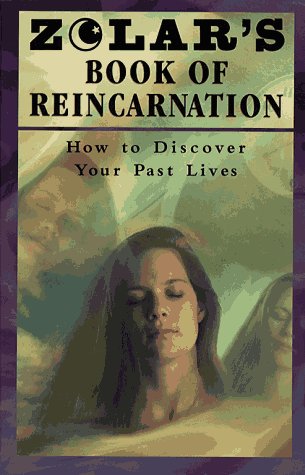 ZOLAR'S
BOOK OF
REINCARNATION
How to Discover
Your Past Lives